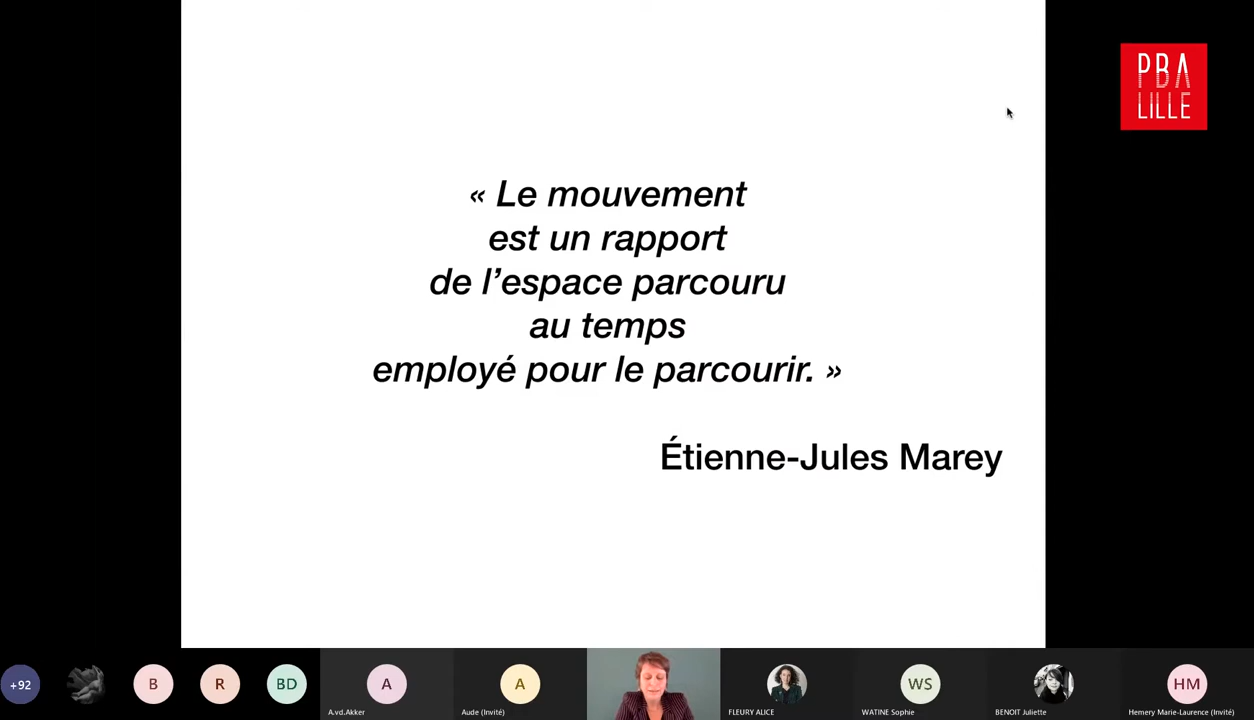 PBA
LILLE
« Le mouvement
est un rapport
de l’espace parcouru
au temps
employé pour le parcourir. »
Étienne-Jules Marey
+92
B
R
BD
A
A.vd.Akker
A
Aude (Invité)
FLEURY ALICE
WS
WATINE Sophie
BENOIT Juliette
HM
Hemery Marie-Laurence (Invité)